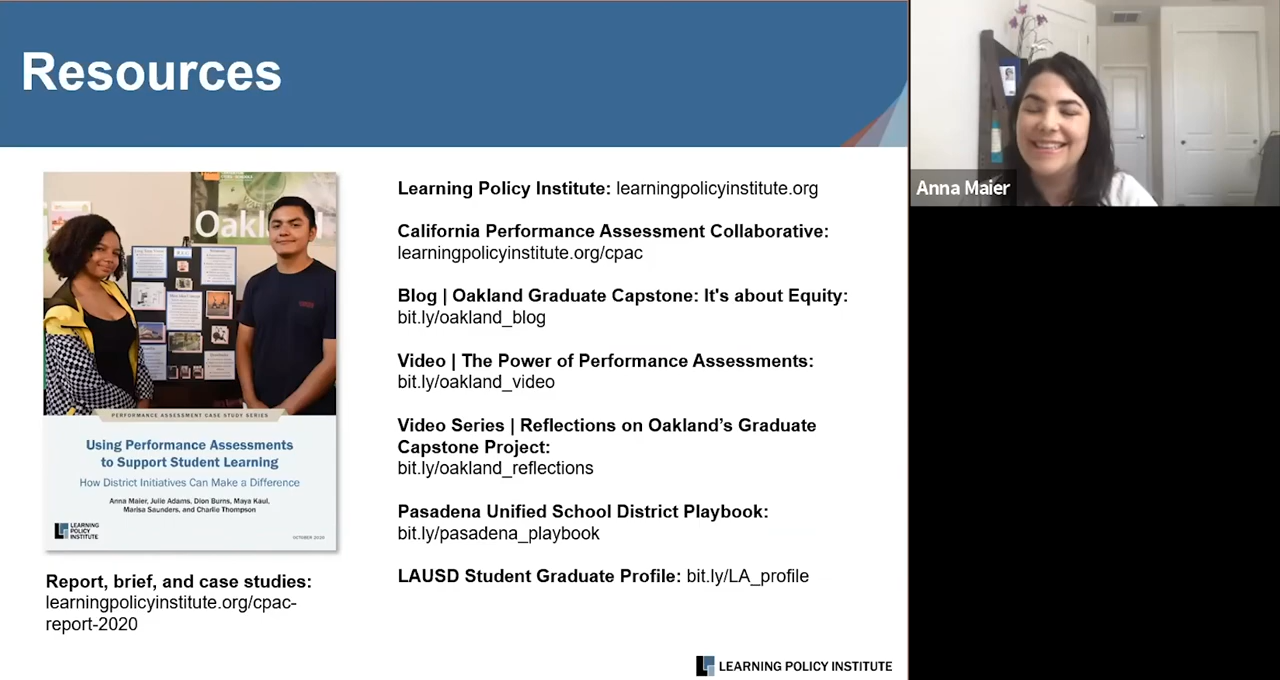 Resources
Oakl
PERFORMANCE ASSESSMENT CASE STUDY SERIES
Using Performance Assessments
to Support Student Learning
How District Initiatives Can Make a Difference
Anna Maier, Julie Adams, Dion Burns, Maya Kaul,
Marisa Saunders, and Charlie Thompson
LEARNING
POLICY
INSTITUTE
OCTOBER 2020
Report, brief, and case studies:
learningpolicyinstitute.org/cpac-
report-2020
Learning Policy Institute: learningpolicyinstitute.org
California Performance Assessment Collaborative:
learningpolicyinstitute.org/cpac
Blog | Oakland Graduate Capstone: It's about Equity:
bit.ly/oakland_blog
Video | The Power of Performance Assessments:
bit.ly/oakland_video
Video Series | Reflections on Oakland’s Graduate
Capstone Project:
bit.ly/oakland_reflections
Pasadena Unified School District Playbook:
bit.ly/pasadena_playbook
LAUSD Student Graduate Profile: bit.ly/LA_profile
LEARNING POLICY INSTITUTE
Anna Maier